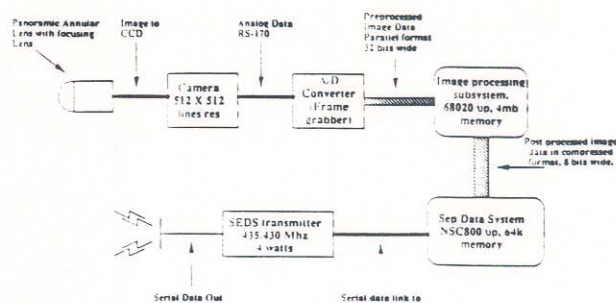 Panoramic Annular
Lens with focusing
Lens
Image to
CCD
Analog Data
RS-170
Preprocessed
Image Data
Parallel format
32 bits wide
Camera
512 X 512
lines res
A/D
Converter
(Frame
grabber)
Image processing
subsystem,
68020 up, 4mb
memory
Post processed image
data in compressed
format, 8 bits wide.
SEDS transmitter
435.430 Mhz
4 watts
Sep Data System
NSC800 up, 64k
memory
Serial Data Out
Serial data link to